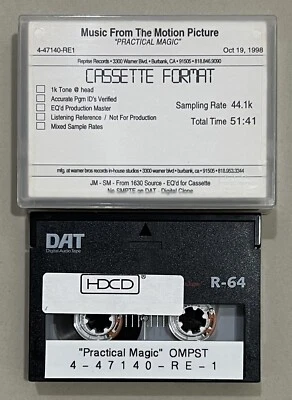 Music From The Motion Picture
"PRACTICAL MAGIC"
4-47140-RE1 Oct 19, 1998
Reprise Records • 3300 Warner Blvd. • Burbank, CA • 91505 • 818.846.9090
CASSETTE FORMAT
1k Tone @ head
Accurate Pgm ID's Verified
EQ'd Production Master
Listening Reference / Not For Production
Mixed Sample Rates
Sampling Rate 44.1k
Total Time 51:41
mfg. at warner bros records in-house studios • 3300 warner blvd • burbank, ca • 91505 • 818.953.3344
JM - SM - From 1630 Source - EQ'd for Cassette
No SMPTE on DAT - Digital Clone
DAT
Digital Audio Tape
HDCD®
R-64
"Practical Magic" OMPST
4-47140-RE-1